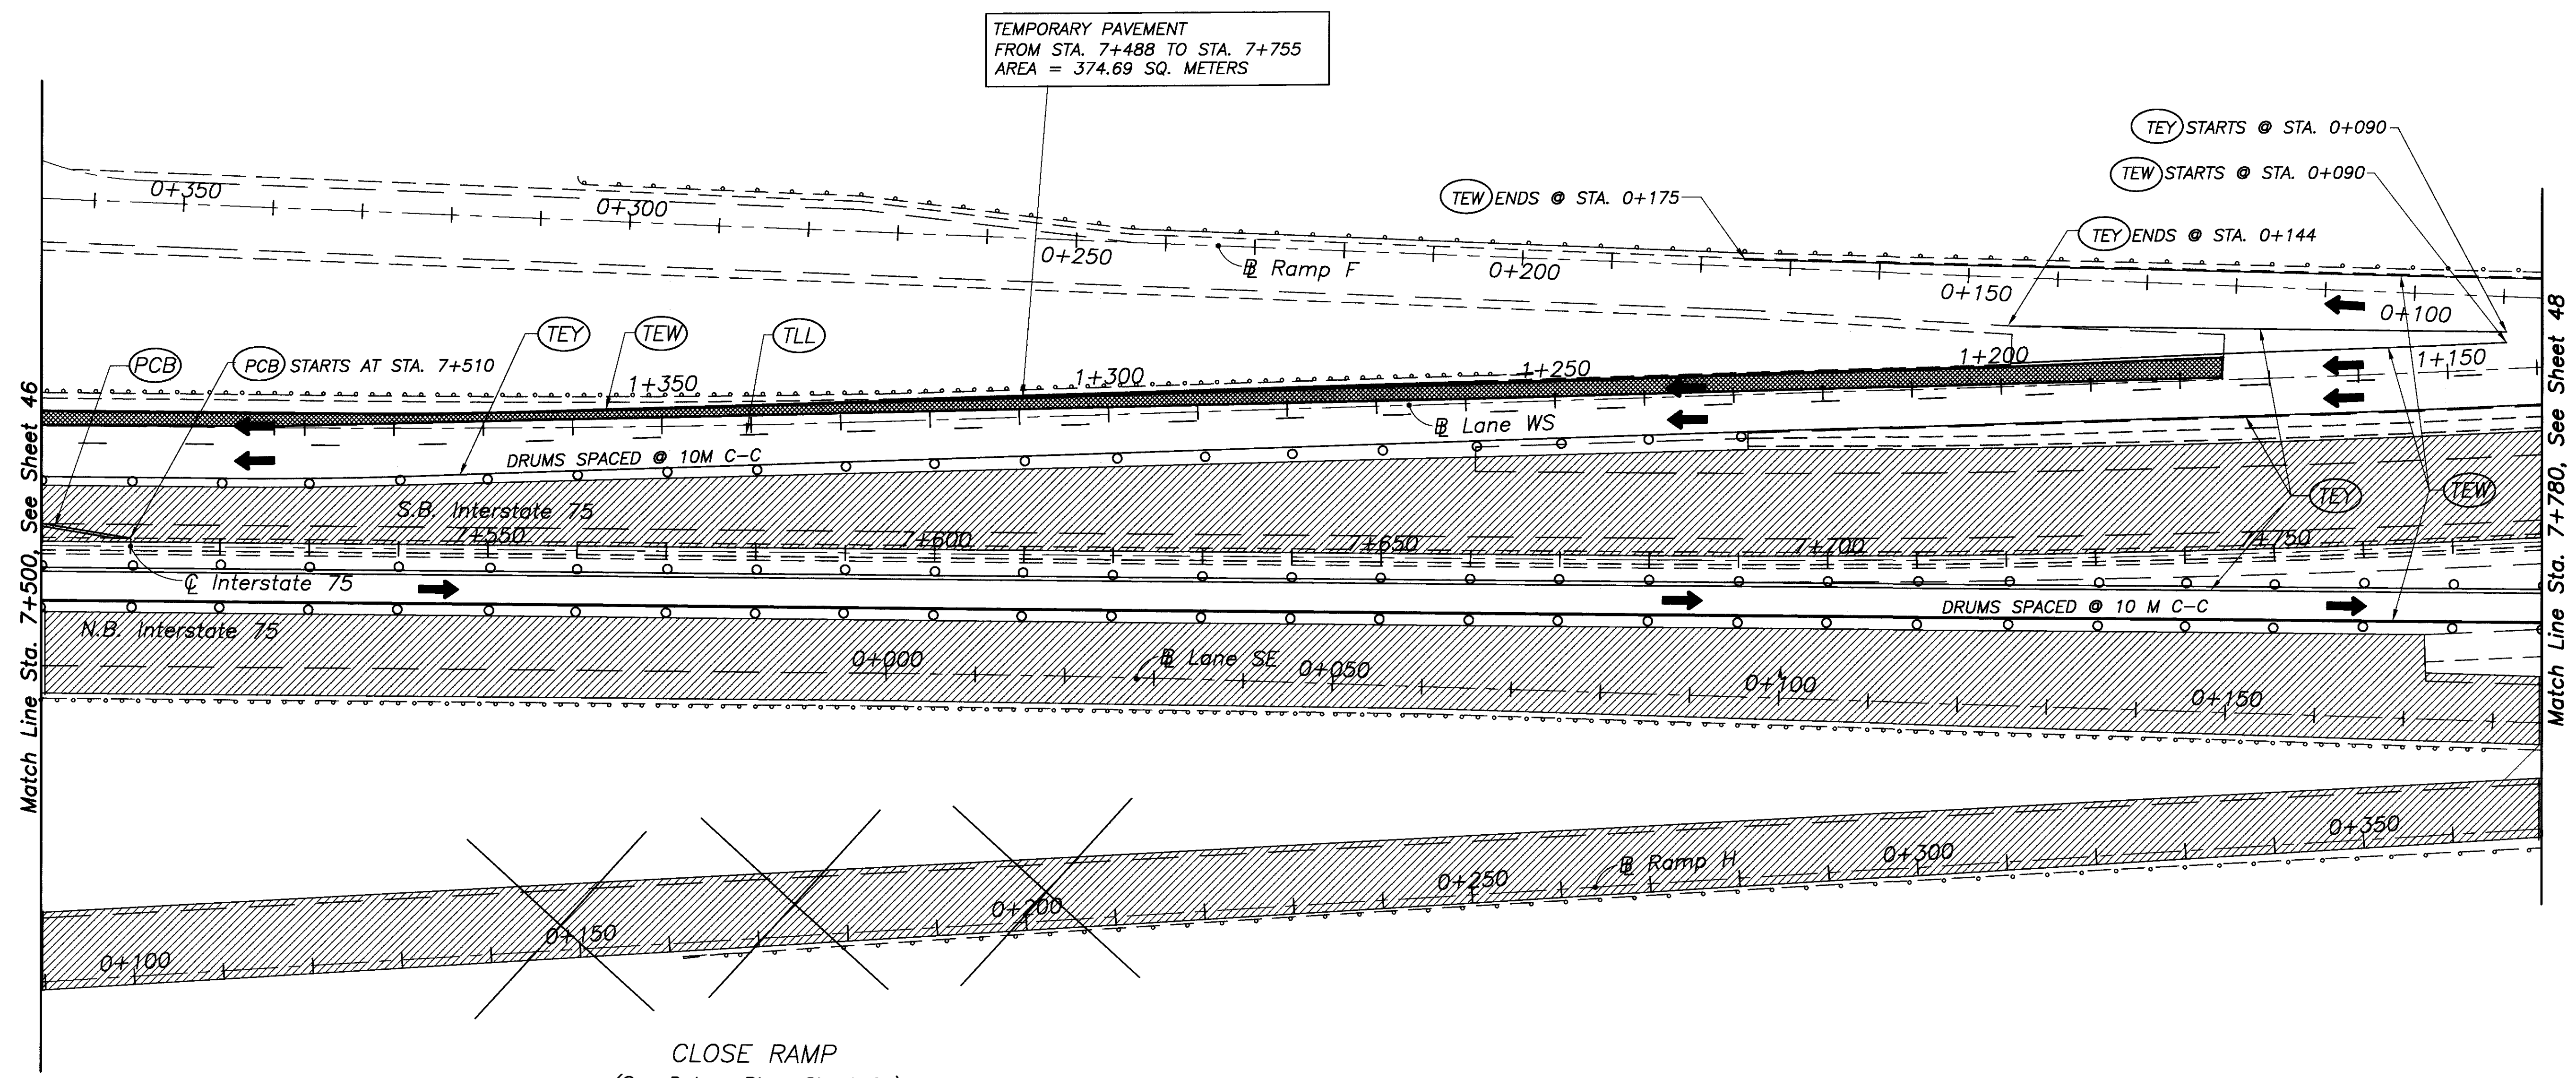 TEMPORARY PAVEMENT
FROM STA. 7+488 TO STA. 7+755
AREA = 374.69 SQ. METERS
TEY STARTS @ STA. 0+090
TEW STARTS @ STA. 0+090
TEW ENDS @ STA. 0+175
TEY ENDS @ STA. 0+144
0+350
0+300
0+250
0+200
0+150
0+100
℄ Ramp F
TEY
TEW
TLL
PCB
PCB STARTS AT STA. 7+510
1+350
1+300
1+250
1+200
1+150
Lane WS
DRUMS SPACED @ 10M C-C
S.B. Interstate 75
TEY
TEW
7+550
7+600
7+650
7+700
7+750
℄ Interstate 75
DRUMS SPACED @ 10 M C-C
N.B. Interstate 75
0+000
Lane SE
0+050
0+100
0+150
0+100
0+150
0+200
0+250
Ramp H
0+300
0+350
CLOSE RAMP
Match Line Sta. 7+500, See Sheet 46
Match Line Sta. 7+780, See Sheet 48